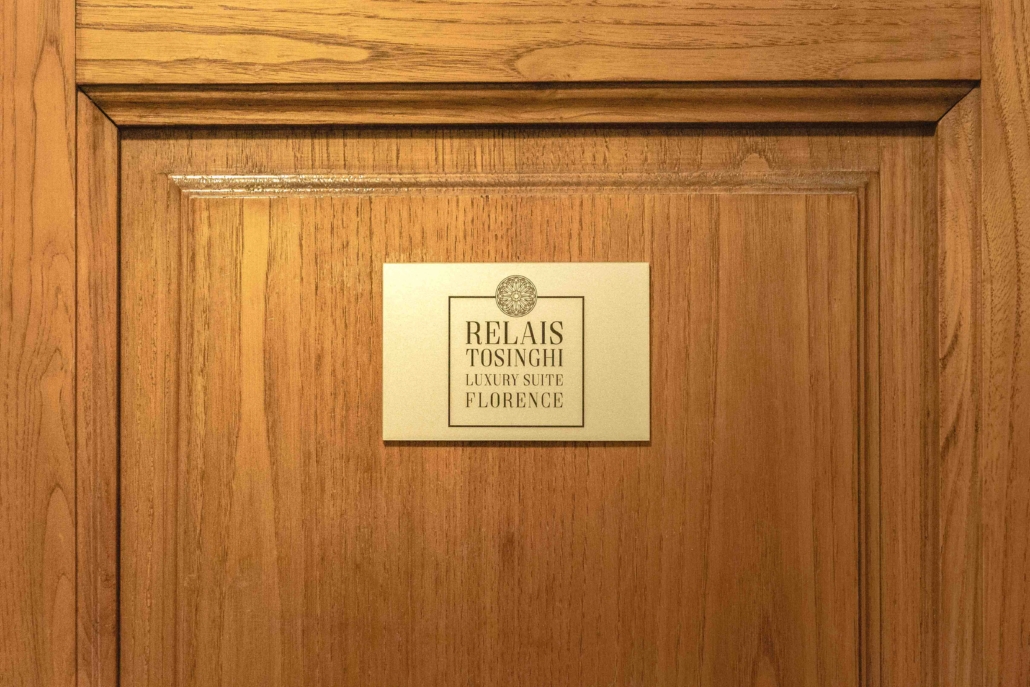 RELAIS
TOSINGHI
LUXURY SUITE
FLORENCE